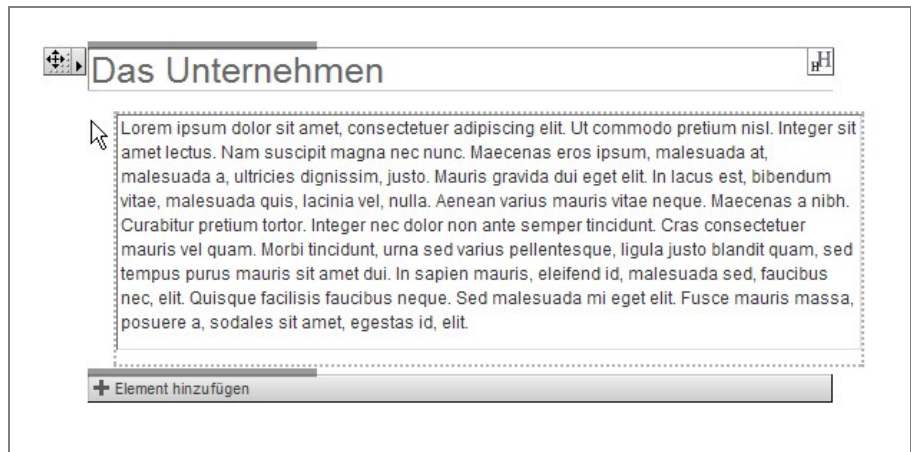 Das Unternehmen
HH
Lorem ipsum dolor sit amet, consectetuer adipiscing elit. Ut commodo pretium nisl. Integer sit
amet lectus. Nam suscipit magna nec nunc. Maecenas eros ipsum, malesuada at,
malesuada a, ultricies dignissim, justo. Mauris gravida dui eget elit. In lacus est, bibendum
vitae, malesuada quis, lacinia vel, nulla. Aenean varius mauris vitae neque. Maecenas a nibh.
Curabitur pretium tortor. Integer nec dolor non ante semper tincidunt. Cras consectetuer
mauris vel quam. Morbi tincidunt, urna sed varius pellentesque, ligula justo blandit quam, sed
tempus purus mauris sit amet dui. In sapien mauris, eleifend id, malesuada sed, faucibus
nec, elit. Quisque facilisis faucibus neque. Sed malesuada mi eget elit. Fusce mauris massa,
posuere a, sodales sit amet, egestas id, elit.
Element hinzufügen